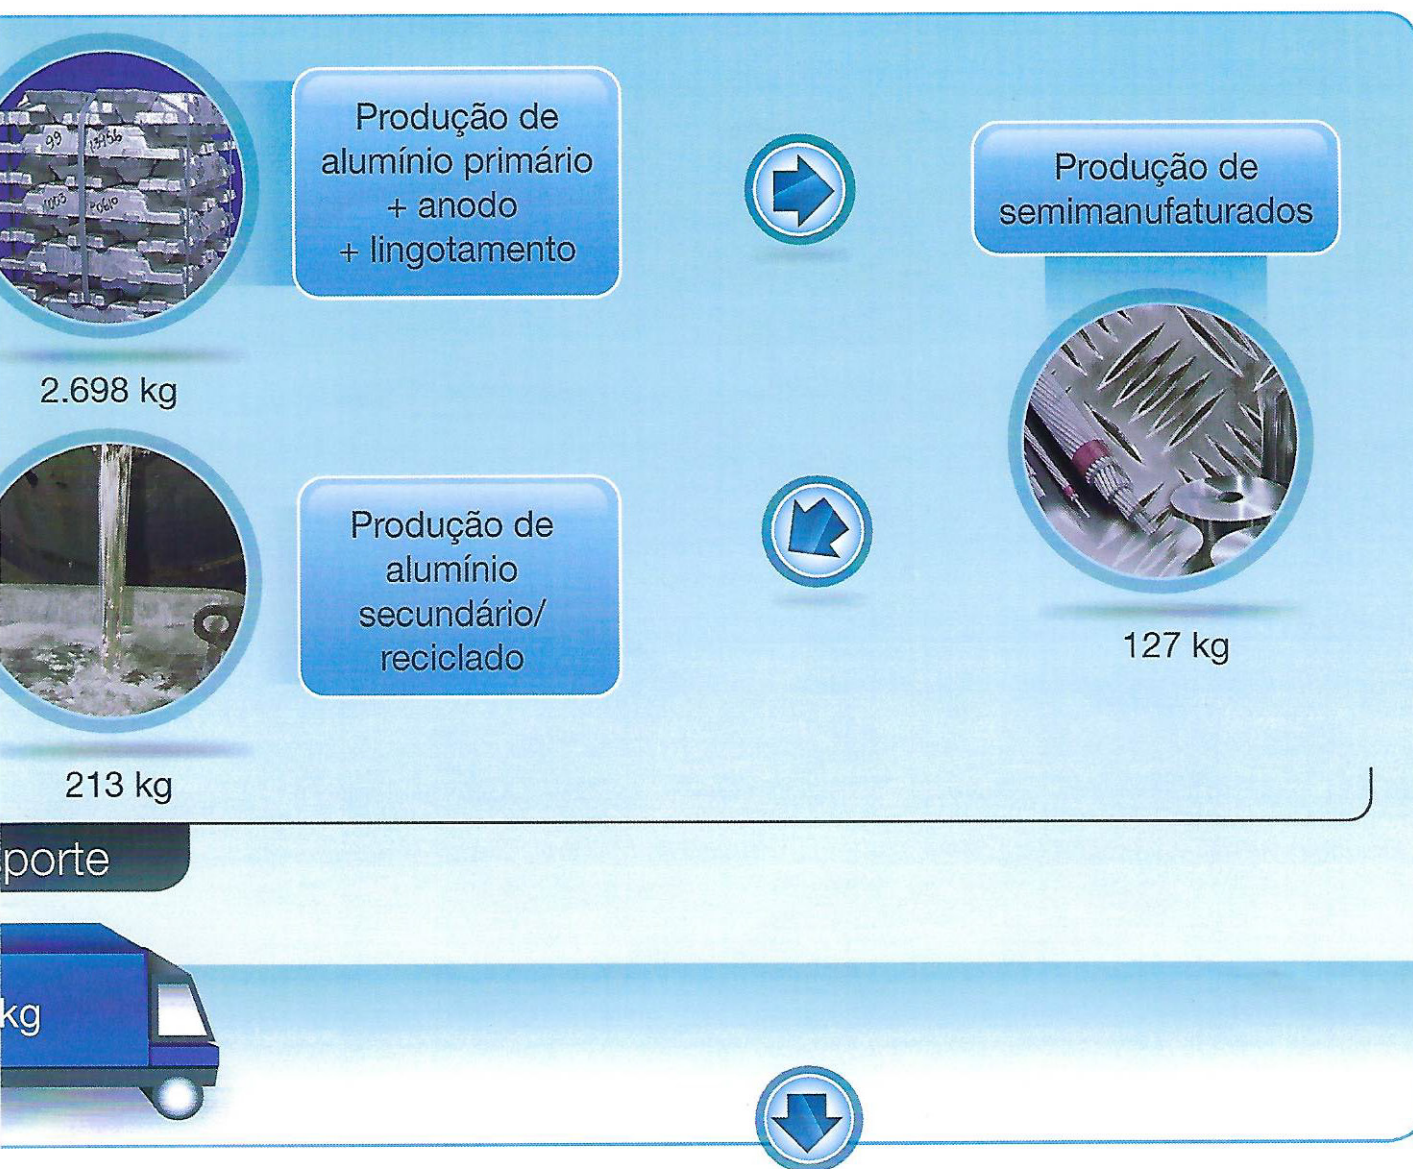 Produção de
alumínio primário
+ anodo
+ lingotamento
Produção de
semimanufaturados
2.698 kg
Produção de
alumínio
secundário/
reciclado
127 kg
213 kg
sporte
kg